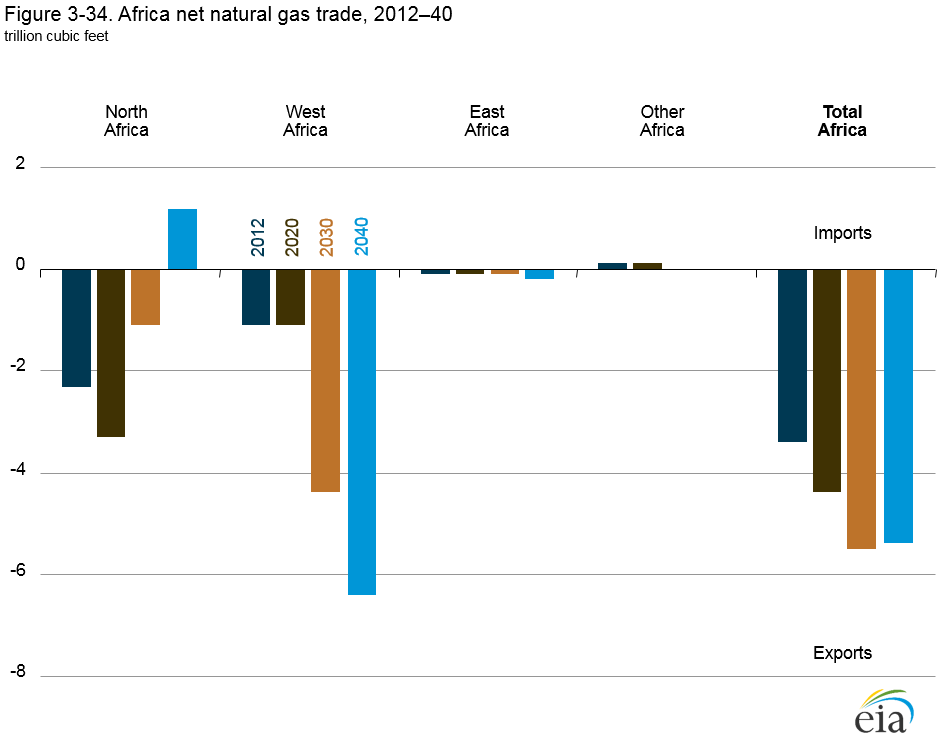 Figure 3-34. Africa net natural gas trade, 2012–40
trillion cubic feet
North
Africa
West
Africa
East
Africa
Other
Africa
Total
Africa
2
0
-2
-4
-6
-8
2012
2020
2030
2040
Imports
Exports
eia